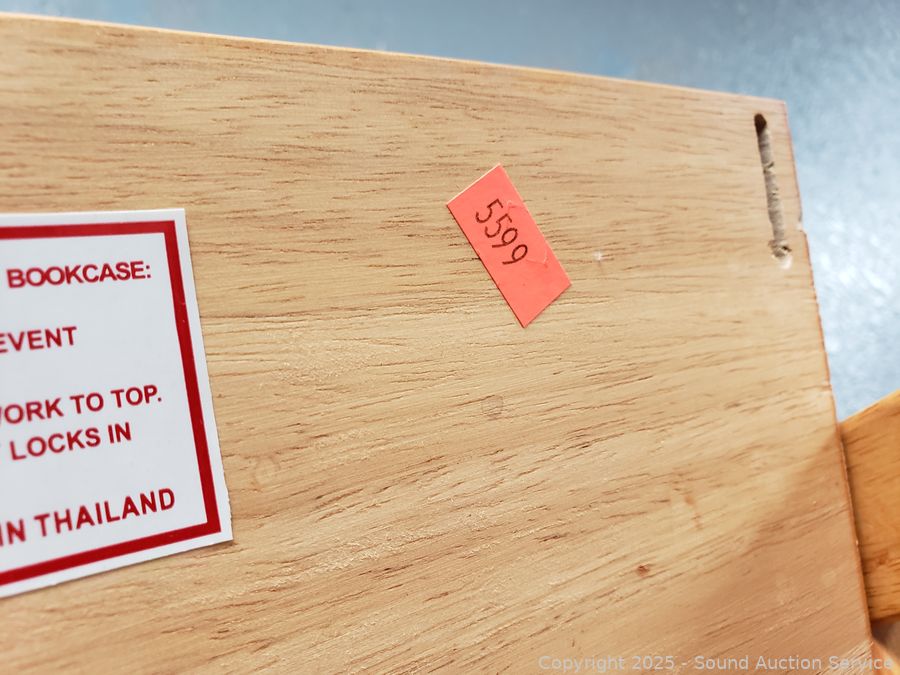 BOOKCASE:
EVENT
WORK TO TOP.
LOCKS IN
IN THAILAND
5599
Copyright 2025 - Sound Auction Service